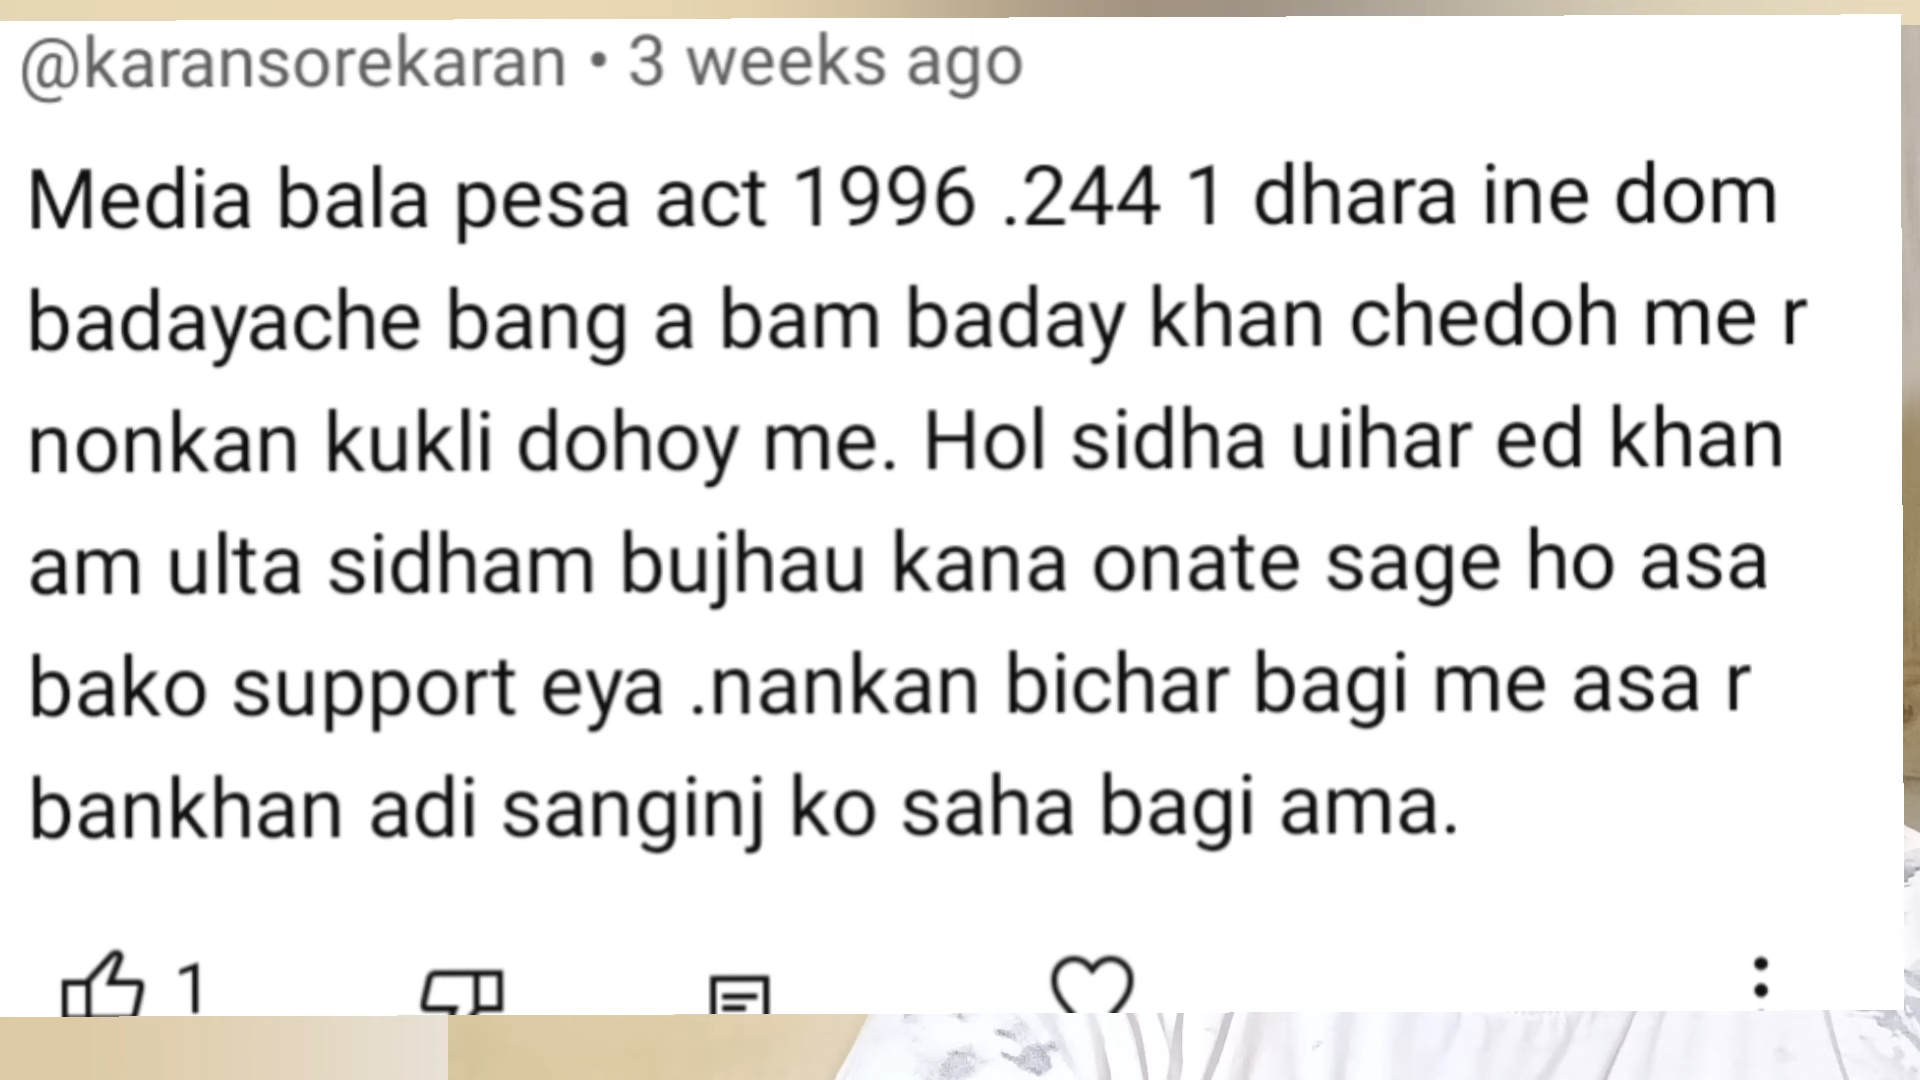 @karansorekaran • 3 weeks ago
Media bala pesa act 1996 .244 1 dhara ine dom
badayache bang a bam baday khan chedoh me r
nonkan kukli dohoy me. Hol sidha uihar ed khan
am ulta sidham bujhau kana onate sage ho asa
bako support eya .nankan bichar bagi me asa r
bankhan adi sanginj ko saha bagi ama.
1